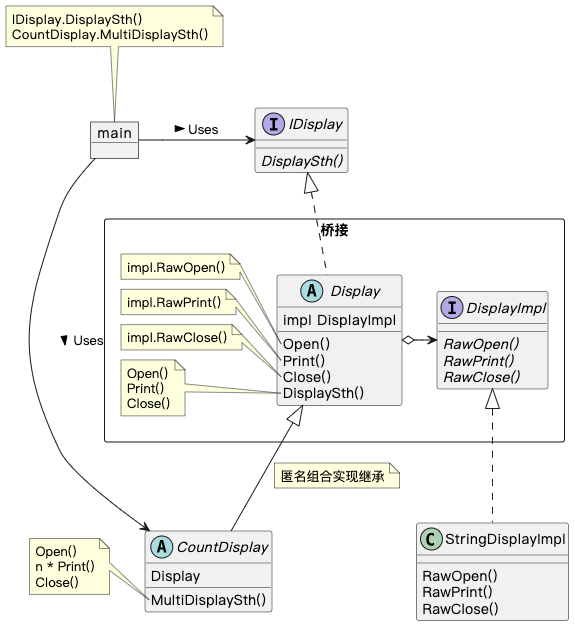 IDisplay.DisplaySth()
CountDisplay.MultiDisplaySth()
main
Uses
I
IDisplay
DisplaySth()
桥接
impl.RawOpen()
impl.RawPrint()
impl.RawClose()
Open()
Print()
Close()
A
Display
impl DisplayImpl
Open()
Print()
Close()
DisplaySth()
I
DisplayImpl
RawOpen()
RawPrint()
RawClose()
Uses
匿名组合实现继承
Open()
n * Print()
Close()
A
CountDisplay
Display
MultiDisplaySth()
C
StringDisplayImpl
RawOpen()
RawPrint()
RawClose()